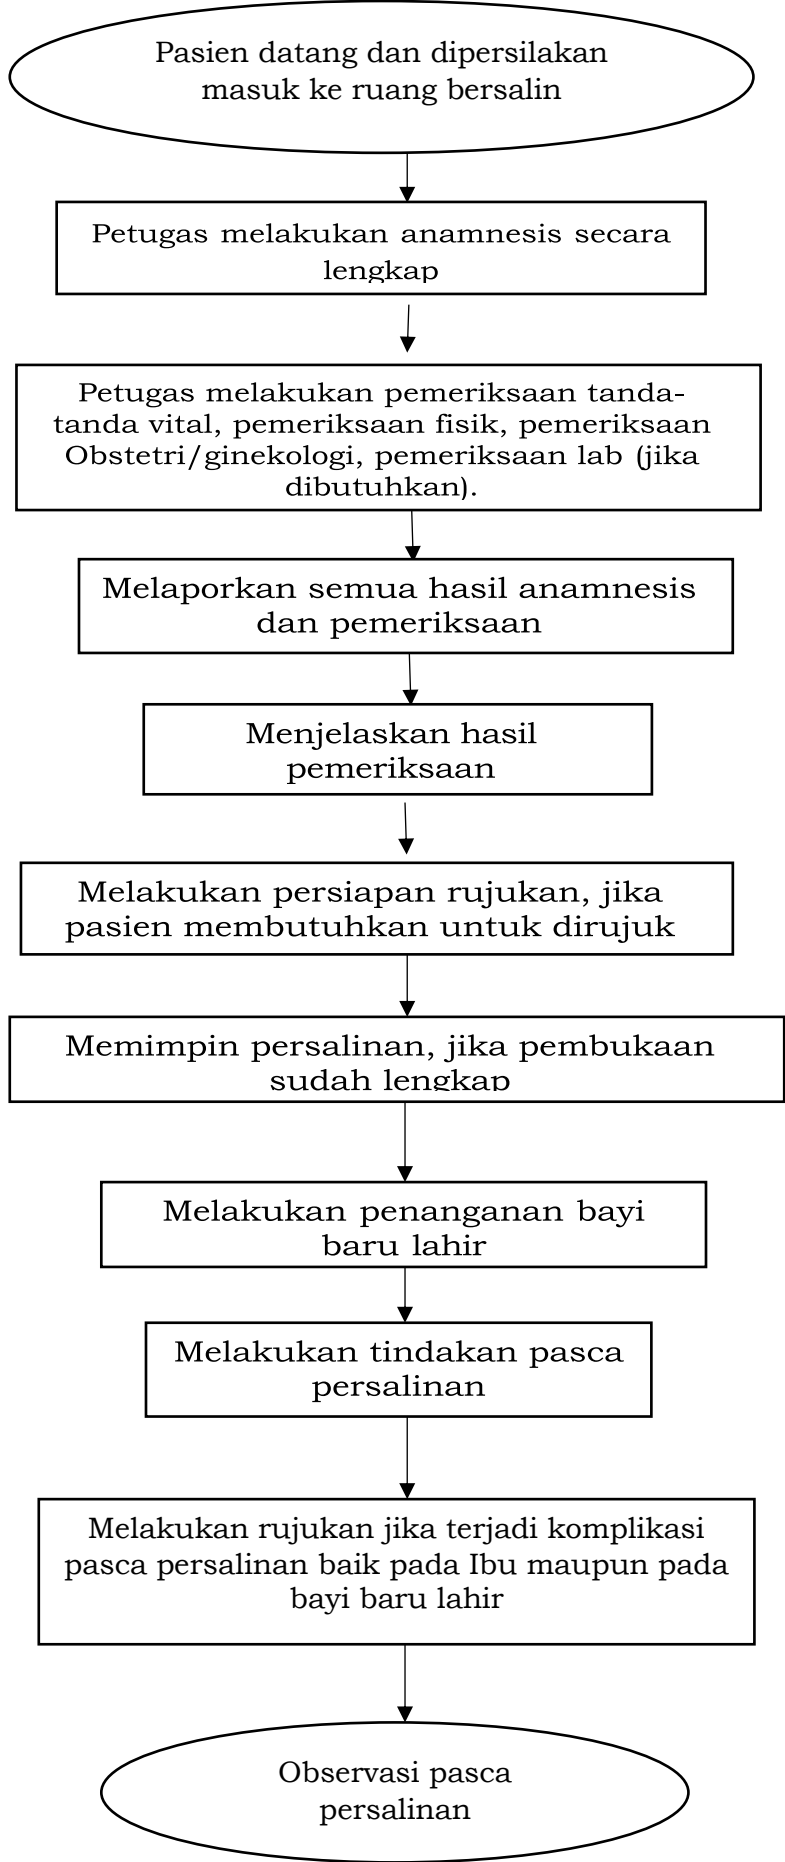 Pasien datang dan dipersilakan
masuk ke ruang bersalin
Petugas melakukan anamnesis secara
lengkap
Petugas melakukan pemeriksaan tanda-
tanda vital, pemeriksaan fisik, pemeriksaan
Obstetri/ginekologi, pemeriksaan lab (jika
dibutuhkan).
Melaporkan semua hasil anamnesis
dan pemeriksaan
Menjelaskan hasil
pemeriksaan
Melakukan persiapan rujukan, jika
pasien membutuhkan untuk dirujuk
Memimpin persalinan, jika pembukaan
sudah lengkap
Melakukan penanganan bayi
baru lahir
Melakukan tindakan pasca
persalinan
Melakukan rujukan jika terjadi komplikasi
pasca persalinan baik pada Ibu maupun pada
bayi baru lahir
Observasi pasca
persalinan